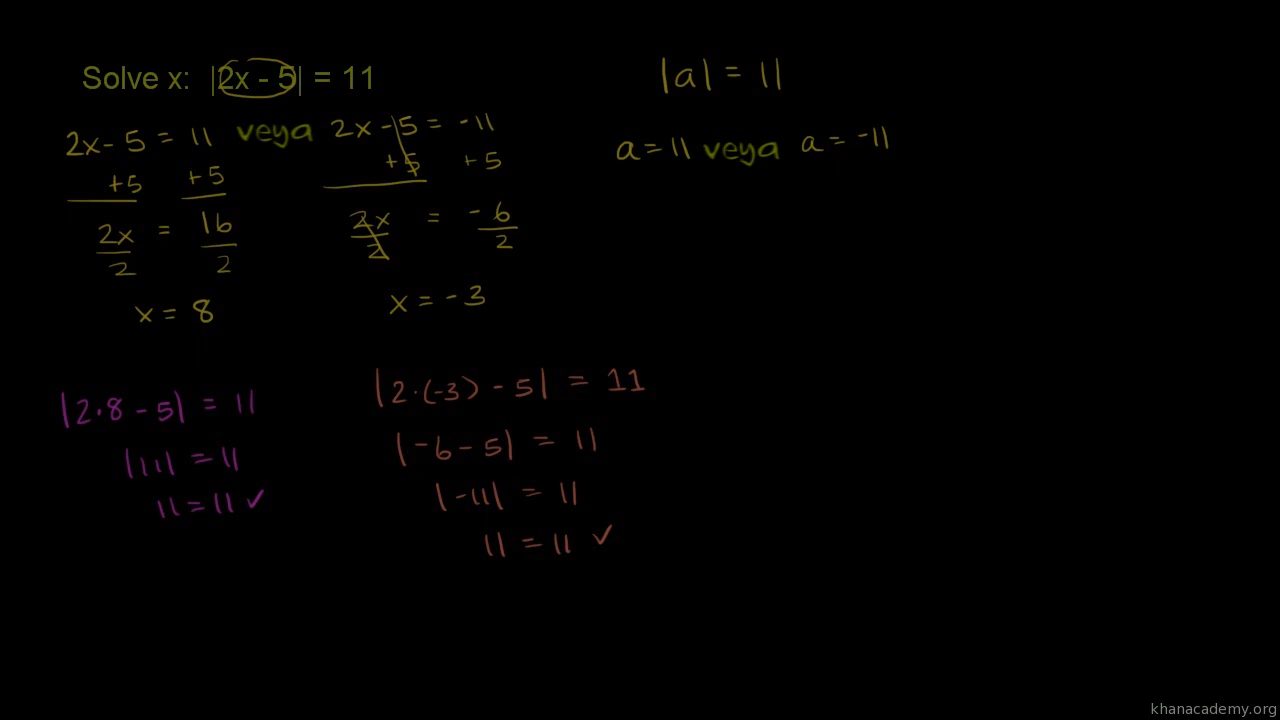 Solve x: |2x - 5| = 11
|a| = 11
a = 11 veya a = -11
2x - 5 = 11 veya 2x - 5 = -11
+5 +5 +5 +5
2x = 16
2 2
2x = -6
2 2
x = 8
x = -3
|2·8 - 5| = 11
|11| = 11
11 = 11 ✓
|2·(-3) - 5| = 11
|-6 - 5| = 11
|-11| = 11
11 = 11 ✓
khanacademy.org